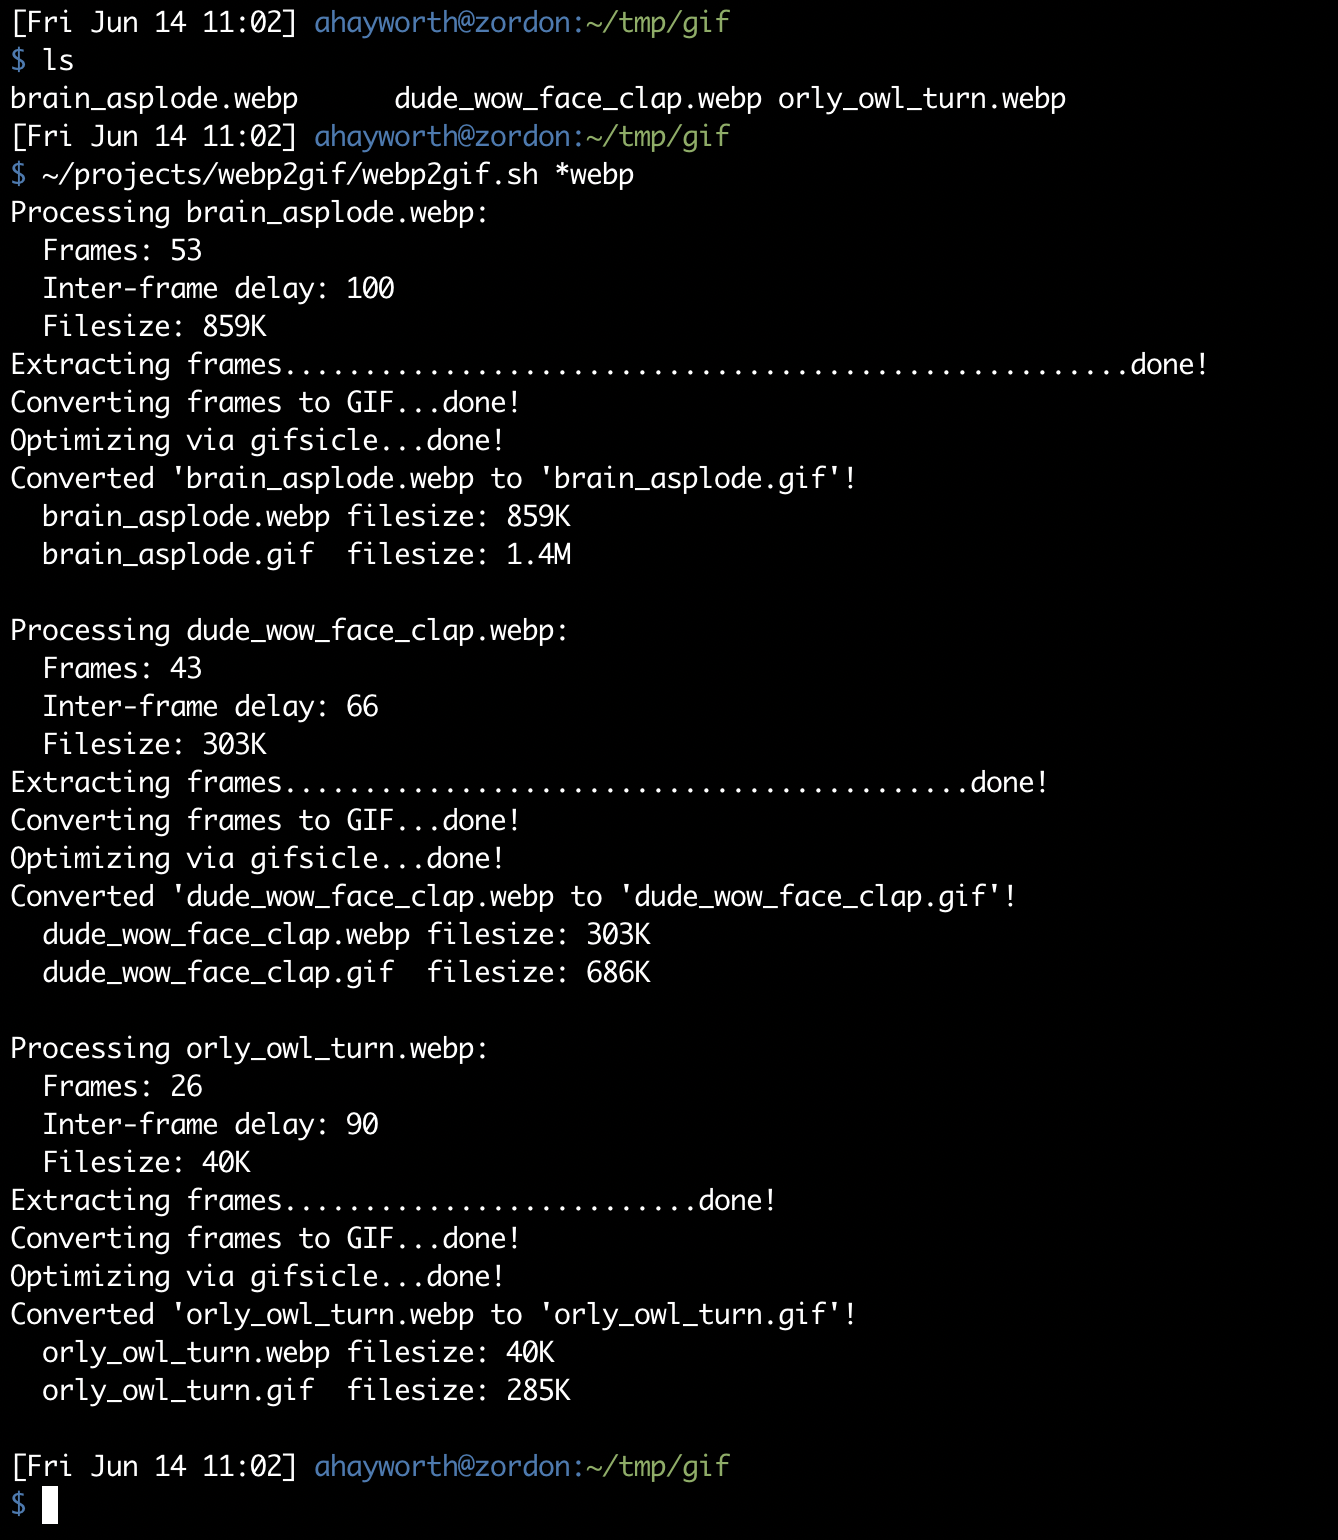 [Fri Jun 14 11:02] ahayworth@zordon:~/tmp/gif
$ ls
brain_asplode.webp      dude_wow_face_clap.webp orly_owl_turn.webp
[Fri Jun 14 11:02] ahayworth@zordon:~/tmp/gif
$ ~/projects/webp2gif/webp2gif.sh *webp
Processing brain_asplode.webp:
  Frames: 53
  Inter-frame delay: 100
  Filesize: 859K
Extracting frames.....................................................done!
Converting frames to GIF...done!
Optimizing via gifsicle...done!
Converted 'brain_asplode.webp to 'brain_asplode.gif'!
  brain_asplode.webp filesize: 859K
  brain_asplode.gif  filesize: 1.4M

Processing dude_wow_face_clap.webp:
  Frames: 43
  Inter-frame delay: 66
  Filesize: 303K
Extracting frames...........................................done!
Converting frames to GIF...done!
Optimizing via gifsicle...done!
Converted 'dude_wow_face_clap.webp to 'dude_wow_face_clap.gif'!
  dude_wow_face_clap.webp filesize: 303K
  dude_wow_face_clap.gif  filesize: 686K

Processing orly_owl_turn.webp:
  Frames: 26
  Inter-frame delay: 90
  Filesize: 40K
Extracting frames..........................done!
Converting frames to GIF...done!
Optimizing via gifsicle...done!
Converted 'orly_owl_turn.webp to 'orly_owl_turn.gif'!
  orly_owl_turn.webp filesize: 40K
  orly_owl_turn.gif  filesize: 285K

[Fri Jun 14 11:02] ahayworth@zordon:~/tmp/gif
$